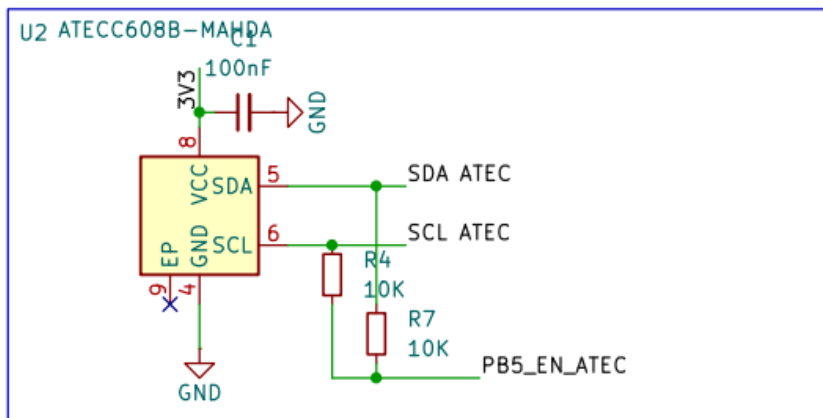 U2 ATECC608B-MAHDA
C1
100nF
3V3
GND
8
VCC
SDA
5
SDA ATEC
SCL
6
SCL ATEC
EP
GND
9
4
R4
10K
R7
10K
PB5_EN_ATEC
GND